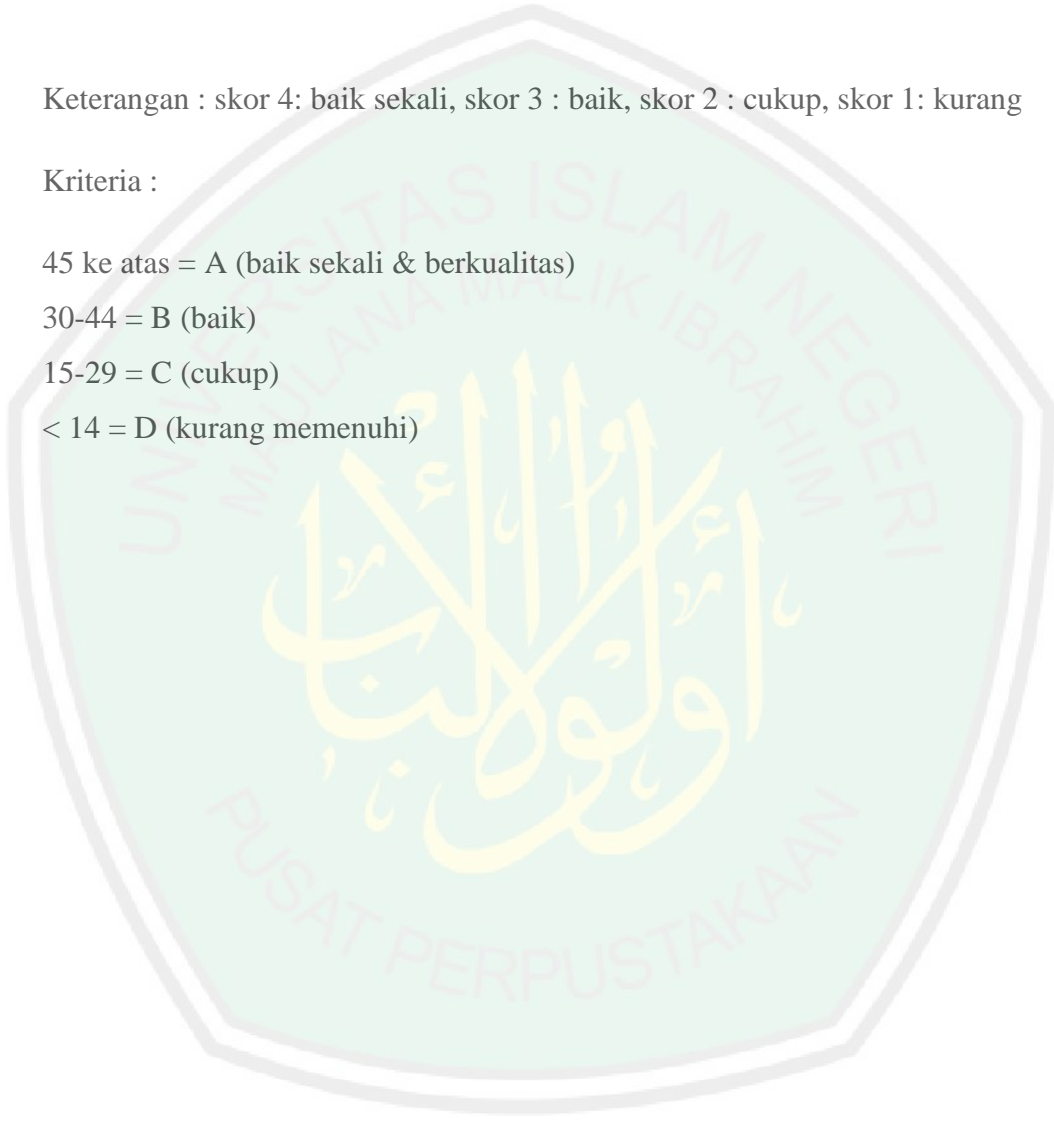 Keterangan : skor 4: baik sekali, skor 3 : baik, skor 2 : cukup, skor 1: kurang
Kriteria :
45 ke atas = A (baik sekali & berkualitas)
30-44 = B (baik)
15-29 = C (cukup)
< 14 = D (kurang memenuhi)
UNIVERSITAS ISLAM NEGERI
MAULANA MALIK IBRAHIM
PUSAT PERPUSTAKAAN